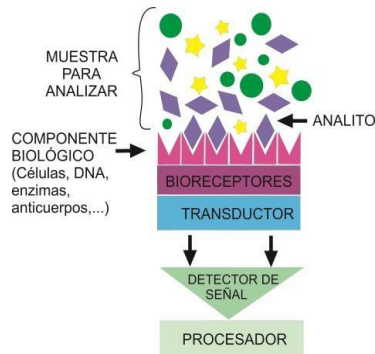 MUESTRA
PARA
ANALIZAR
ANALITO
COMPONENTE
BIOLÓGICO
(Células, DNA,
enzimas,
anticuerpos,...)
BIORECEPTORES
TRANSDUCTOR
DETECTOR DE
SEÑAL
PROCESADOR